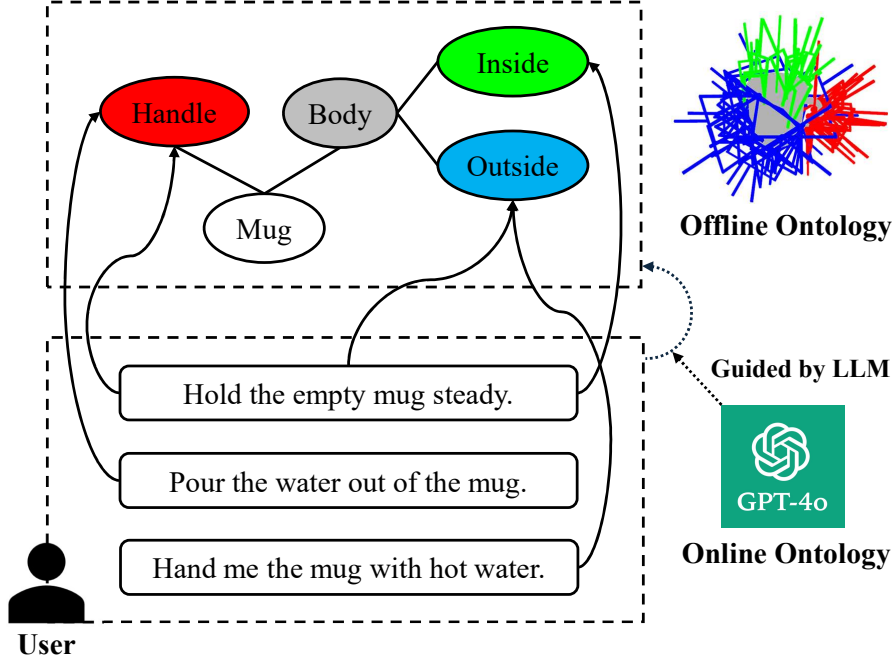 Inside
Handle
Body
Outside
Mug
Offline Ontology
Hold the empty mug steady.
Guided by LLM
Pour the water out of the mug.
GPT-4o
Online Ontology
Hand me the mug with hot water.
User